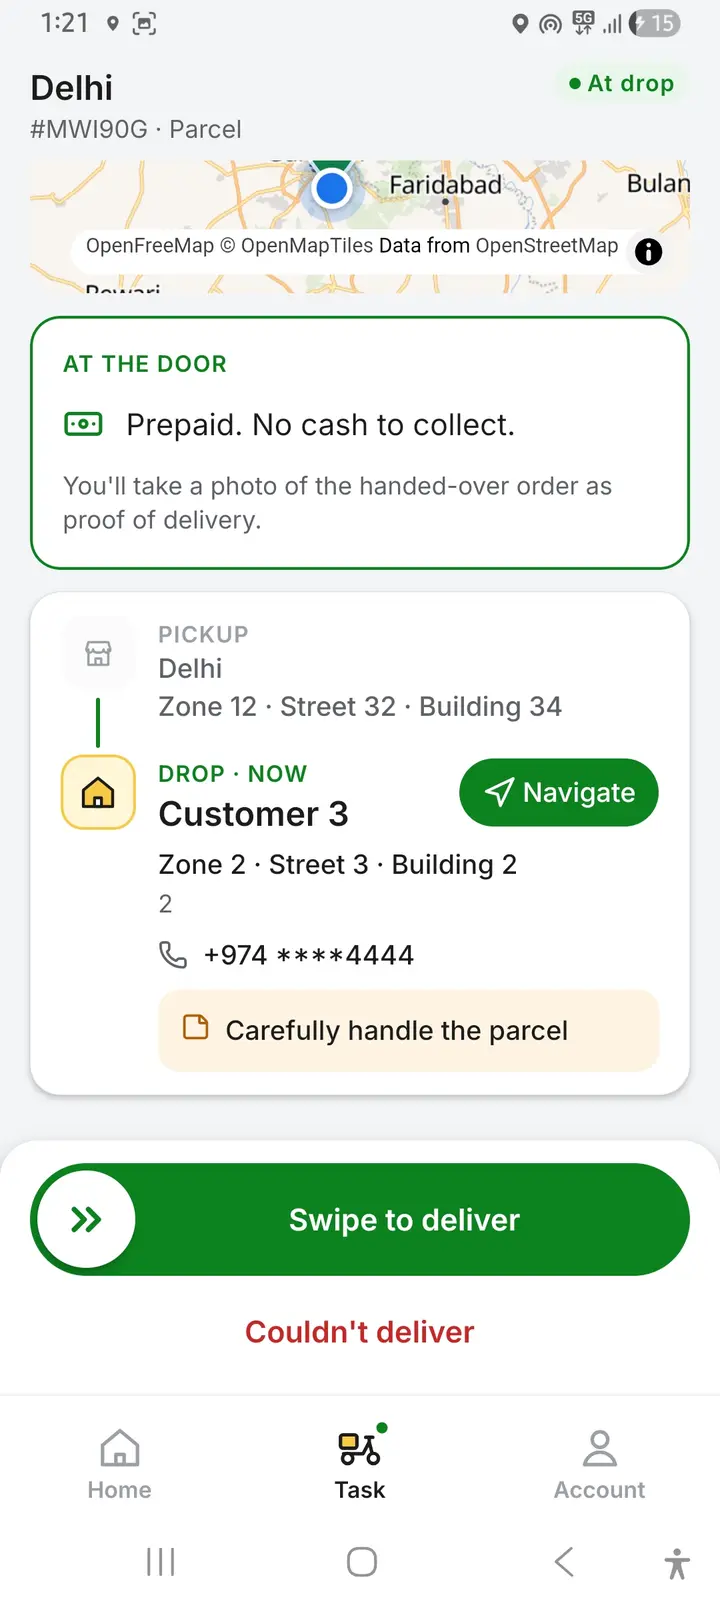 1:21
5G
15
Delhi
At drop
#MWI90G · Parcel
Faridabad
Bulan
OpenFreeMap © OpenMapTiles Data from OpenStreetMap
AT THE DOOR
Prepaid. No cash to collect.
You'll take a photo of the handed-over order as
proof of delivery.
PICKUP
Delhi
Zone 12 · Street 32 · Building 34
DROP · NOW
Customer 3
Navigate
Zone 2 · Street 3 · Building 2
2
+974 ****4444
Carefully handle the parcel
Swipe to deliver
Couldn't deliver
Home
Task
Account